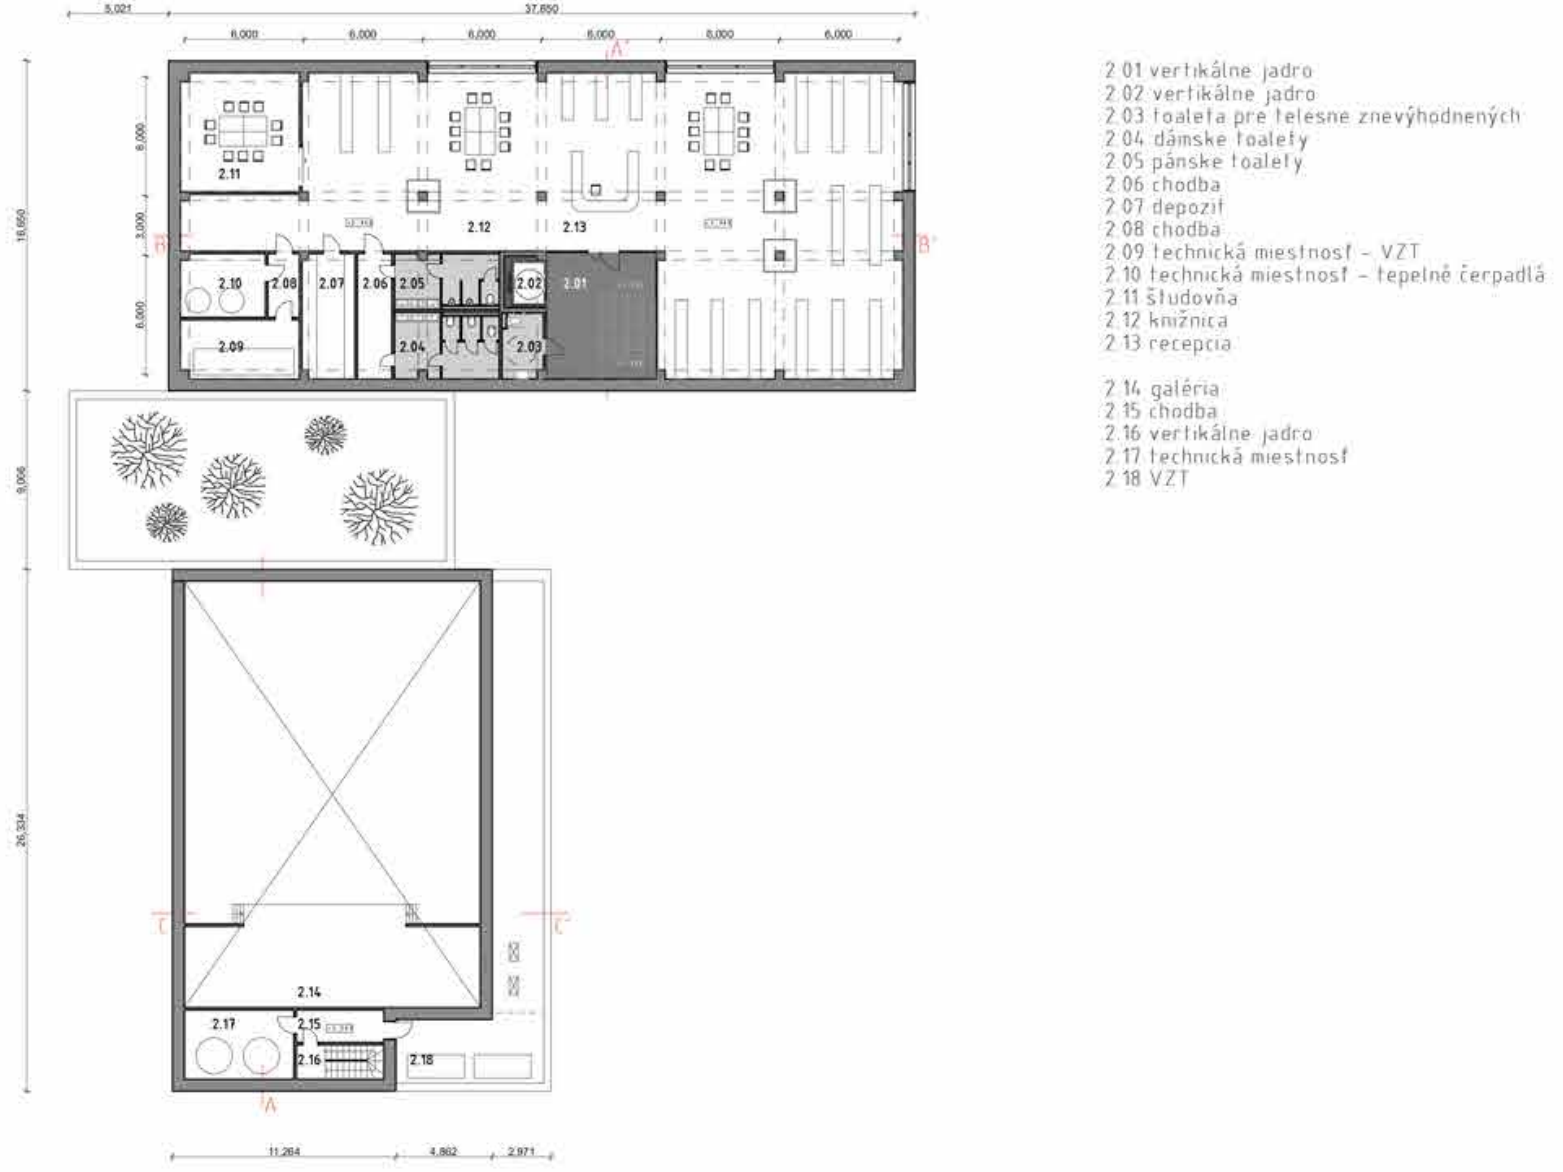 5,021
37,650
6,000 6,000 6,000 6,000 6,000 6,000
A'
18,650
6,000
3,000
6,000
2.11
2.12
2.13
B
B'
2.10
2.08
2.07
2.06
2.05
2.02
2.01
2.09
2.04
2.03
9,006
26,334
C
C'
2.14
2.17
2.15
2.16
2.18
A
11,264
4,862
2,971
2.01 vertikálne jadro
2.02 vertikálne jadro
2.03 toaleta pre telesne znevýhodnených
2.04 dámske toalety
2.05 pánske toalety
2.06 chodba
2.07 depozit
2.08 chodba
2.09 technická miestnosť – VZT
2.10 technická miestnosť – tepelné čerpadlá
2.11 študovňa
2.12 knižnica
2.13 recepcia
2.14 galéria
2.15 chodba
2.16 vertikálne jadro
2.17 technická miestnosť
2.18 VZT